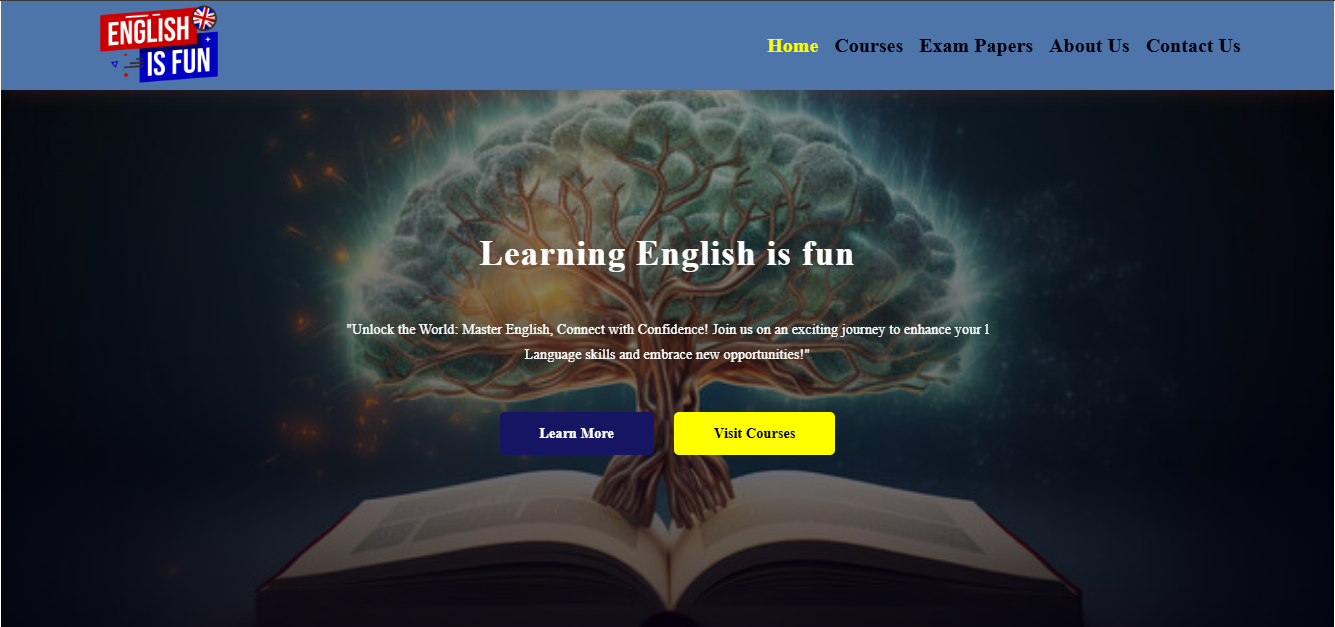 ENGLISH
IS FUN
Home Courses Exam Papers About Us Contact Us
Learning English is fun
"Unlock the World: Master English, Connect with Confidence! Join us on an exciting journey to enhance your l
Language skills and embrace new opportunities!"
Learn More Visit Courses